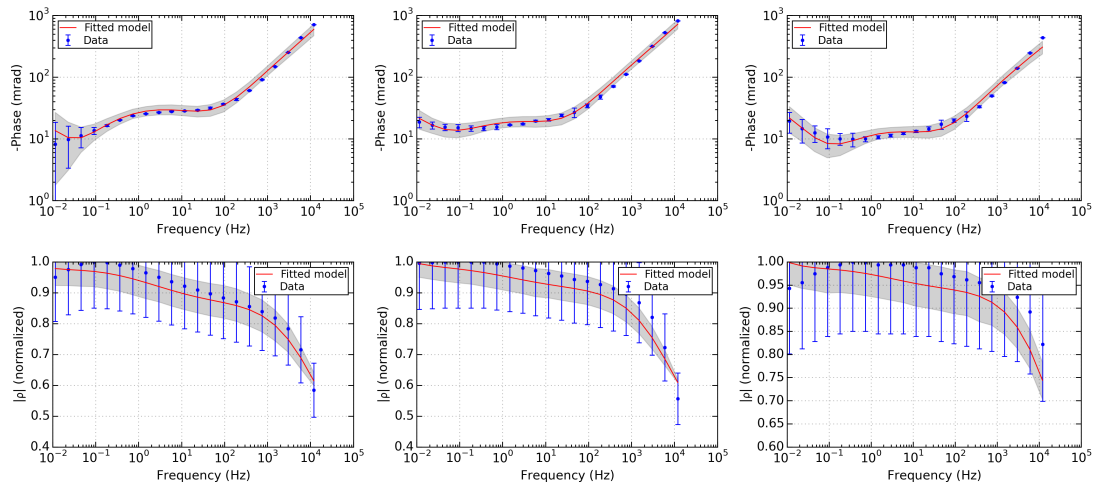 -Phase (mrad)
10^3
10^2
10^1
10^0
Fitted model
Data
10^-2 10^-1 10^0 10^1 10^2 10^3 10^4 10^5
Frequency (Hz)
-Phase (mrad)
10^3
10^2
10^1
10^0
Fitted model
Data
10^-2 10^-1 10^0 10^1 10^2 10^3 10^4 10^5
Frequency (Hz)
-Phase (mrad)
10^3
10^2
10^1
10^0
Fitted model
Data
10^-2 10^-1 10^0 10^1 10^2 10^3 10^4 10^5
Frequency (Hz)
|ρ| (normalized)
1.0
0.9
0.8
0.7
0.6
0.5
0.4
Fitted model
Data
10^-2 10^-1 10^0 10^1 10^2 10^3 10^4 10^5
Frequency (Hz)
|ρ| (normalized)
1.0
0.9
0.8
0.7
0.6
0.5
0.4
Fitted model
Data
10^-2 10^-1 10^0 10^1 10^2 10^3 10^4 10^5
Frequency (Hz)
|ρ| (normalized)
1.00
0.95
0.90
0.85
0.80
0.75
0.70
0.65
0.60
Fitted model
Data
10^-2 10^-1 10^0 10^1 10^2 10^3 10^4 10^5
Frequency (Hz)